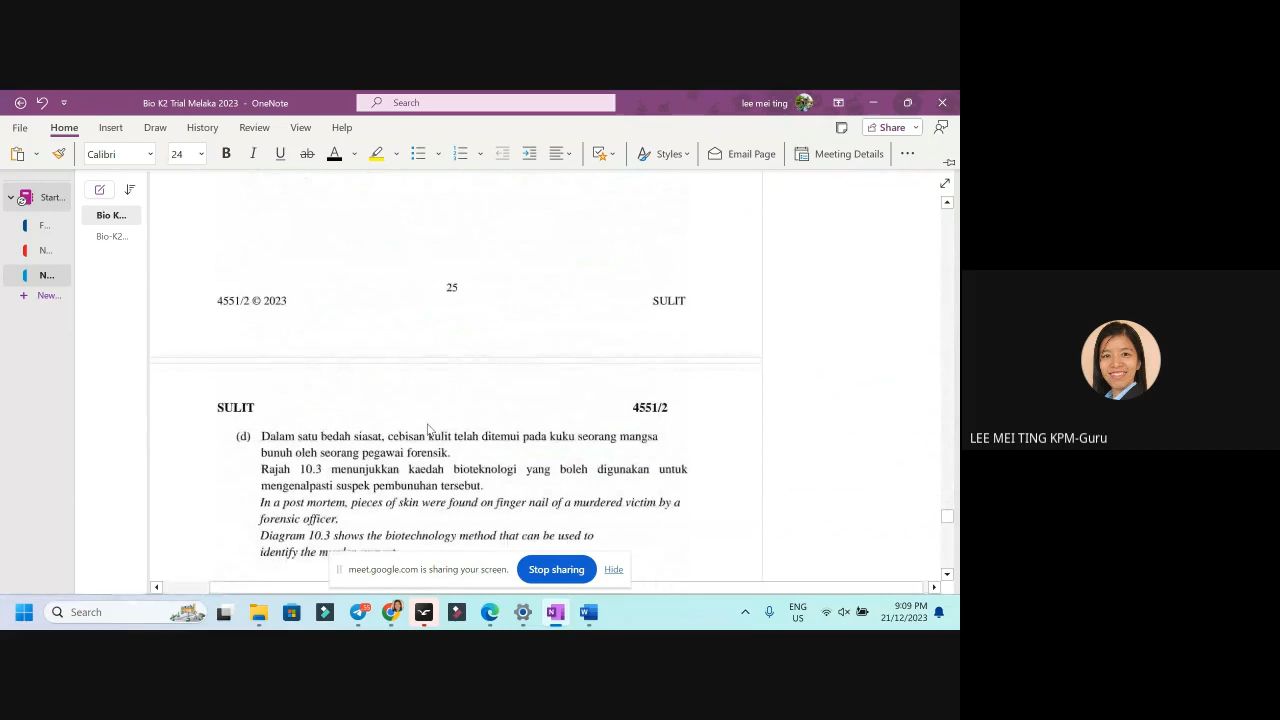 Bio K2 Trial Melaka 2023 - OneNote
Search
lee mei ting
File Home Insert Draw History Review View Help
Share
Calibri 24 B I U ab A Styles Email Page Meeting Details
Start...
F...
N...
N...
New...
Bio K...
Bio-K2...
25
4551/2 © 2023 SULIT
SULIT 4551/2
(d) Dalam satu bedah siasat, cebisan kulit telah ditemui pada kuku seorang mangsa
bunuh oleh seorang pegawai forensik.
Rajah 10.3 menunjukkan kaedah bioteknologi yang boleh digunakan untuk
mengenalpasti suspek pembunuhan tersebut.
In a post mortem, pieces of skin were found on finger nail of a murdered victim by a
forensic officer.
Diagram 10.3 shows the biotechnology method that can be used to
identify the
meet.google.com is sharing your screen. Stop sharing Hide
LEE MEI TING KPM-Guru
Search
ENG
US
9:09 PM
21/12/2023